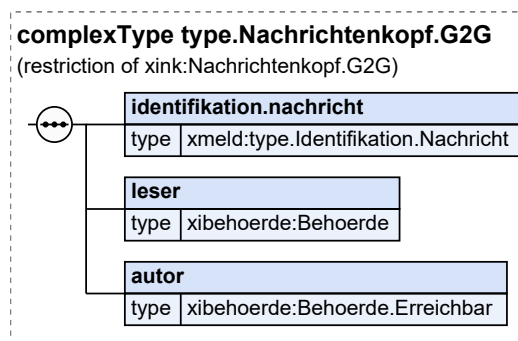 complexType type.Nachrichtenkopf.G2G
(restriction of xink:Nachrichtenkopf.G2G)
identifikation.nachricht
type xmeld:type.Identifikation.Nachricht
leser
type xibehoerde:Behoerde
autor
type xibehoerde:Behoerde.Erreichbar